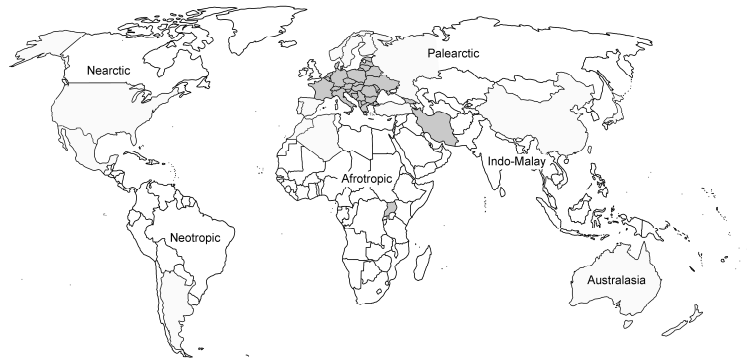 Palearctic
Nearctic
Indo-Malay
Afrotropic
Neotropic
Australasia